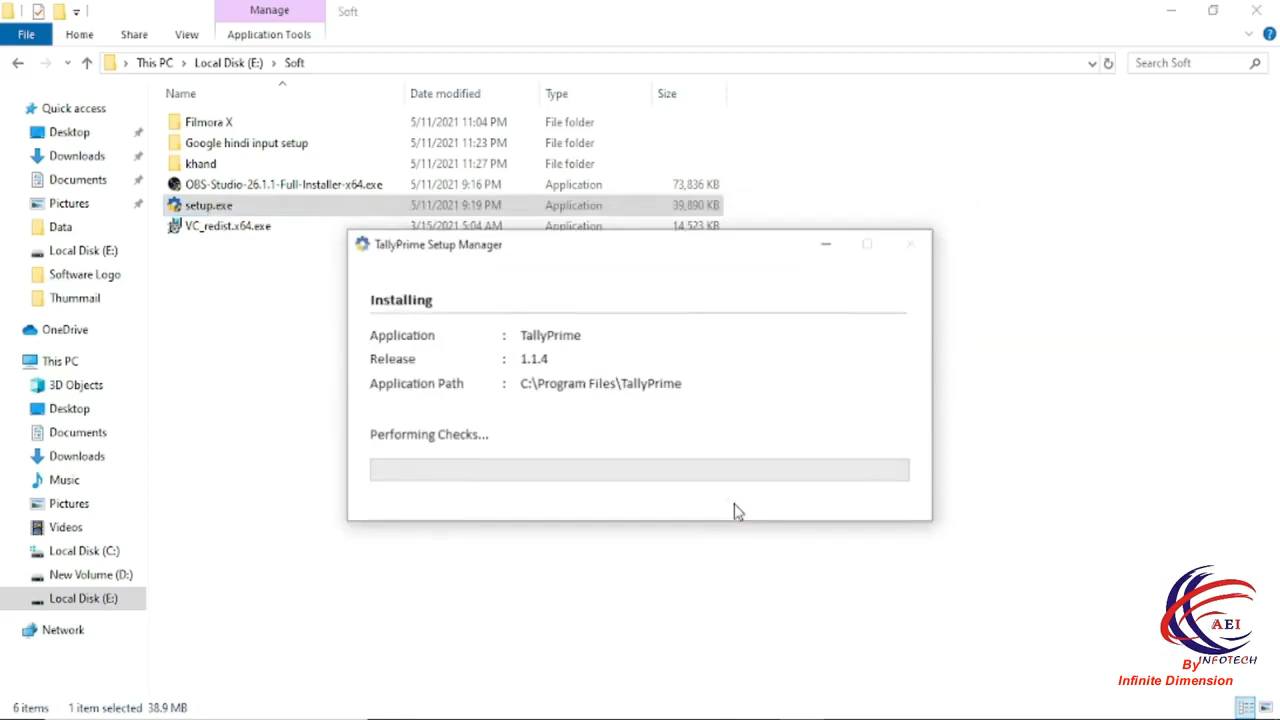 Manage
Soft
File
Home
Share
View
Application Tools
This PC
Local Disk (E:)
Soft
Search Soft
Name
Date modified
Type
Size
Quick access
Desktop
Downloads
Documents
Pictures
Data
Local Disk (E:)
Software Logo
Thummail
OneDrive
This PC
3D Objects
Desktop
Documents
Downloads
Music
Pictures
Videos
Local Disk (C:)
New Volume (D:)
Local Disk (E:)
Network
Filmora X 5/11/2021 11:04 PM File folder
Google hindi input setup 5/11/2021 11:23 PM File folder
khand 5/11/2021 11:27 PM File folder
OBS-Studio-26.1.1-Full-Installer-x64.exe 5/11/2021 9:16 PM Application 73,836 KB
setup.exe 5/11/2021 9:19 PM Application 39,890 KB
VC_redist.x64.exe 3/15/2021 5:04 AM Application 14,523 KB
TallyPrime Setup Manager
Installing
Application : TallyPrime
Release : 1.1.4
Application Path : C:\Program Files\TallyPrime
Performing Checks...
AEI
INFOTECH
By
Infinite Dimension
6 items 1 item selected 38.9 MB